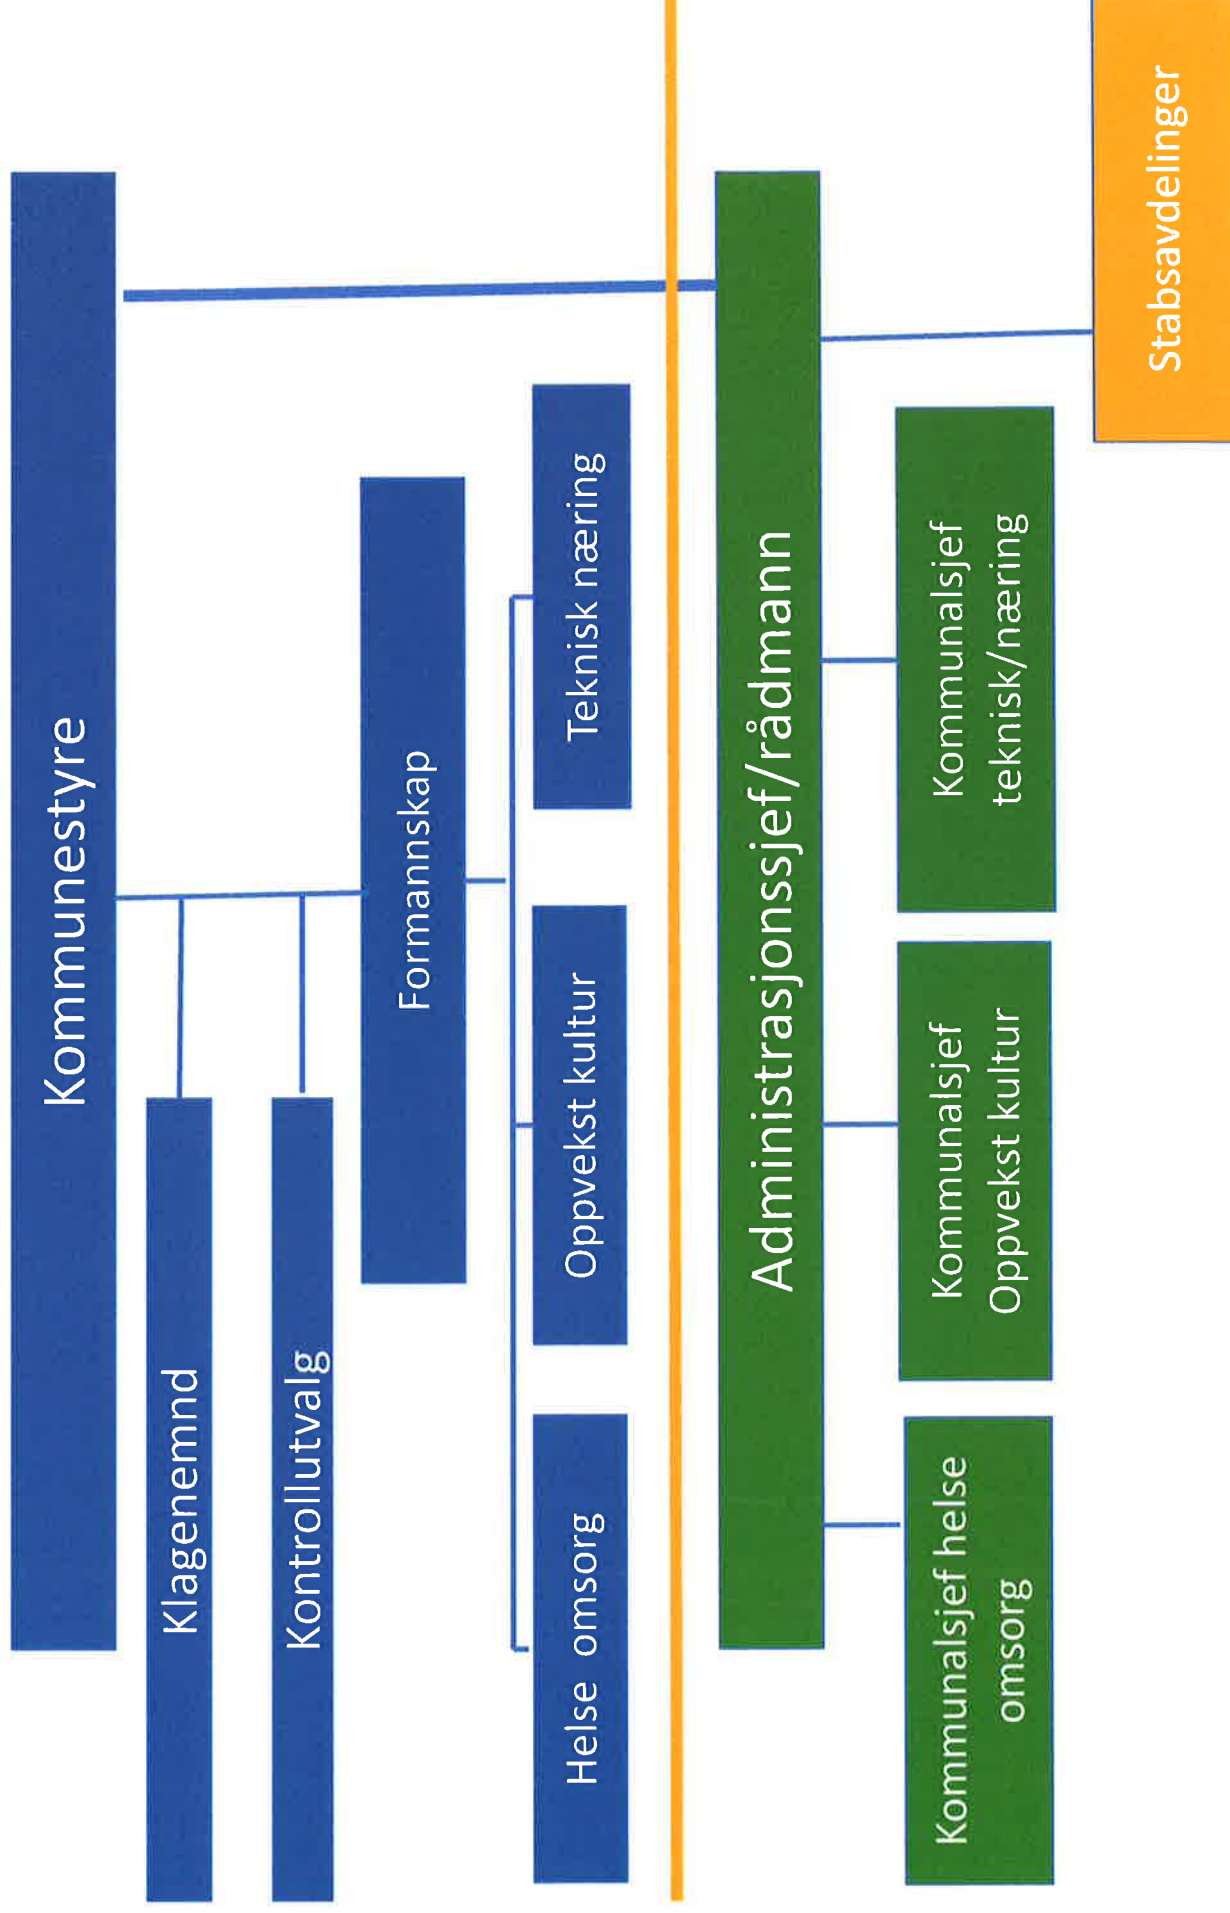 Kommunestyre
Klagenemnd
Kontrollutvalg
Formannskap
Helse omsorg
Oppvekst kultur
Teknisk næring
Administrasjonssjef/rådmann
Kommunalsjef helse
omsorg
Kommunalsjef
Oppvekst kultur
Kommunalsjef
teknisk/næring
Stabsavdelinger